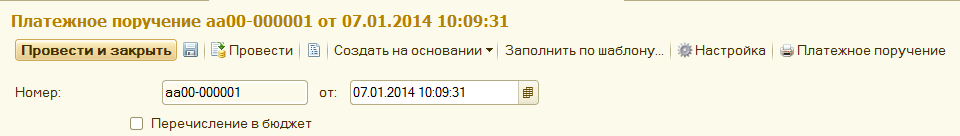 Платежное поручение аа00-000001 от 07.01.2014 10:09:31
Провести и закрыть Провести Создать на основании Заполнить по шаблону... Настройка Платежное поручение
Номер: аа00-000001 от: 07.01.2014 10:09:31
Перечисление в бюджет